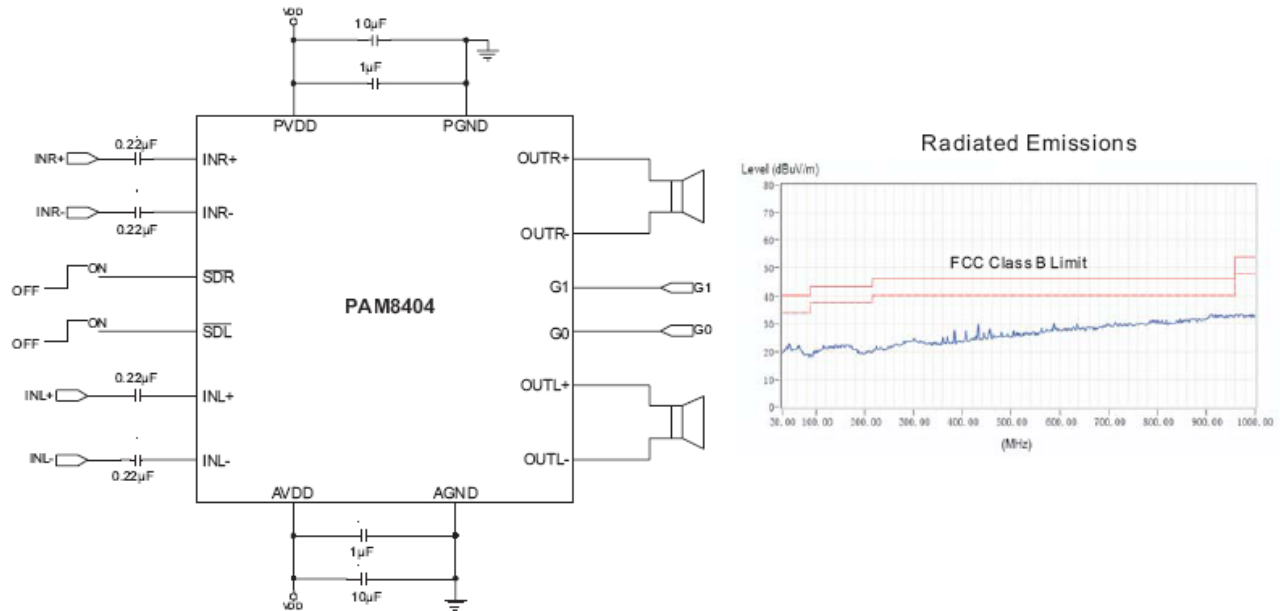 VDD
10µF
1µF
PVDD
PGND
0.22µF
INR+
INR+
OUTR+
INR-
INR-
0.22µF
OUTR-
ON
OFF
SDR
G1
G1
PAM8404
ON
OFF
SDL
G0
G0
0.22µF
INL+
INL+
OUTL+
INL-
INL-
0.22µF
OUTL-
AVDD
AGND
1µF
10µF
VDD
Radiated Emissions
Level (dBuV/m)
80
70
60
50
40
30
20
10
0
FCC Class B Limit
30.00 100.00 200.00 300.00 400.00 500.00 600.00 700.00 800.00 900.00 1000.00
(MHz)